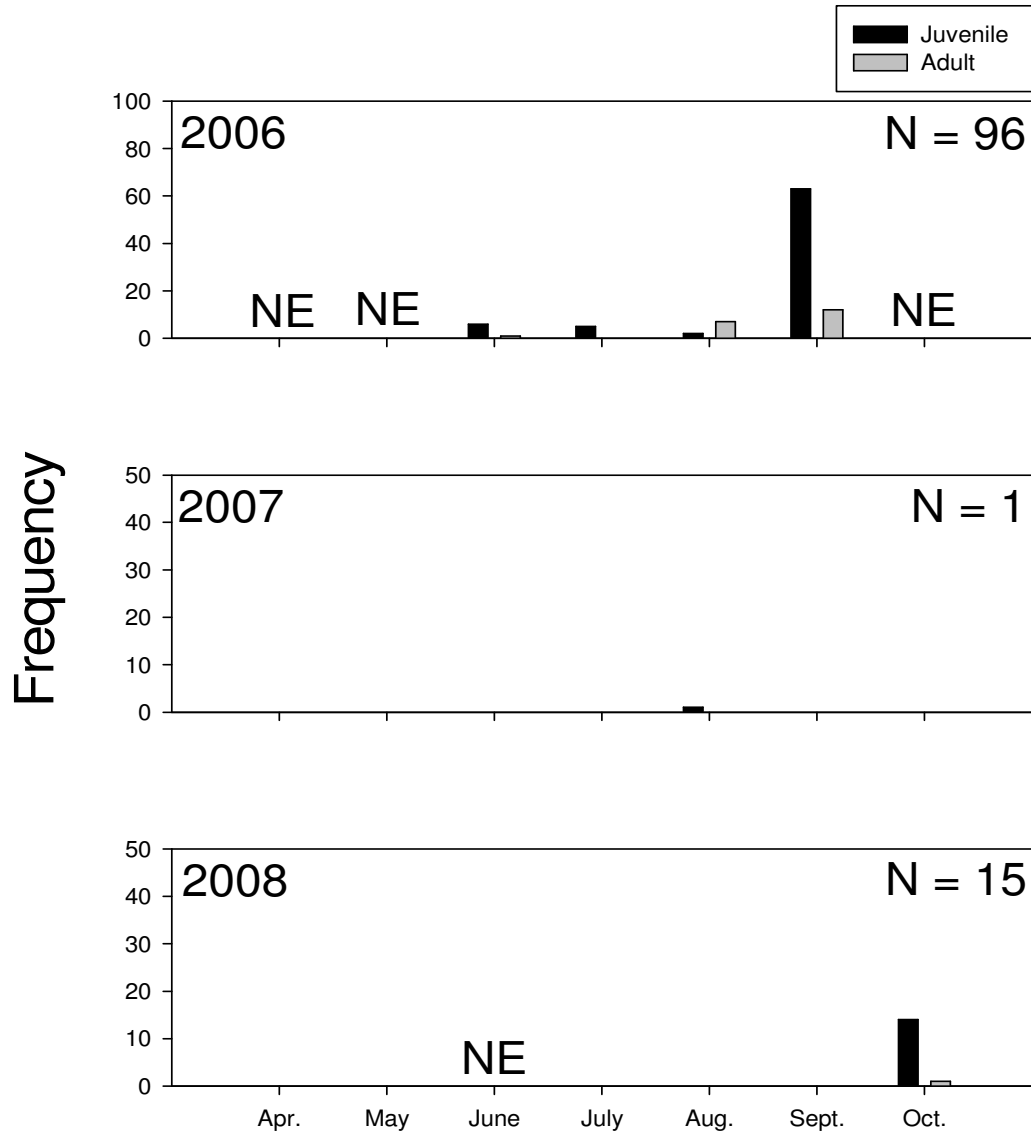 Juvenile
Adult
100
80
60
40
20
0
2006
N = 96
NE
NE
NE
Frequency
50
40
30
20
10
0
2007
N = 1
50
40
30
20
10
0
2008
N = 15
NE
Apr. May June July Aug. Sept. Oct.